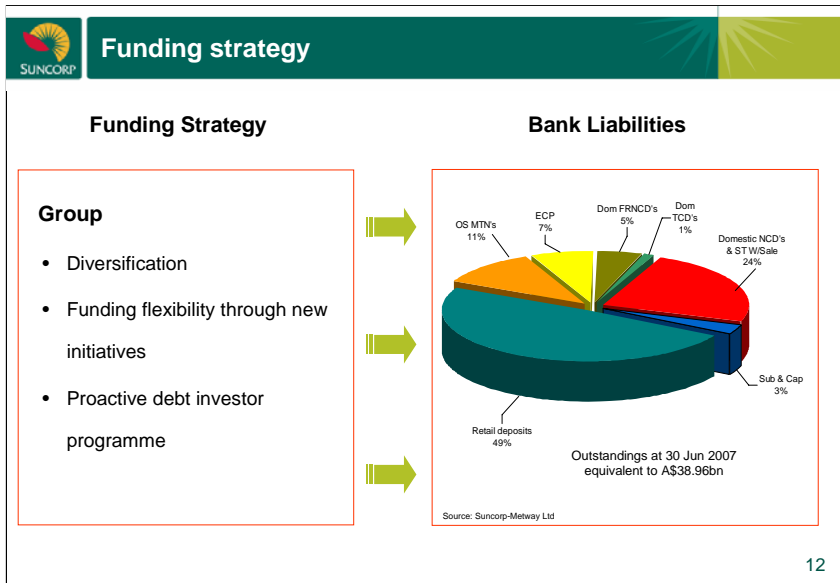 SUNCORP
Funding strategy
Funding Strategy
Bank Liabilities
Group
• Diversification
• Funding flexibility through new
initiatives
• Proactive debt investor
programme
OS MTN's
11%
ECP
7%
Dom FRNCD's
5%
Dom
TCD's
1%
Domestic NCD's
& ST W/Sale
24%
Sub & Cap
3%
Retail deposits
49%
Outstandings at 30 Jun 2007
equivalent to A$38.96bn
Source: Suncorp-Metway Ltd
12